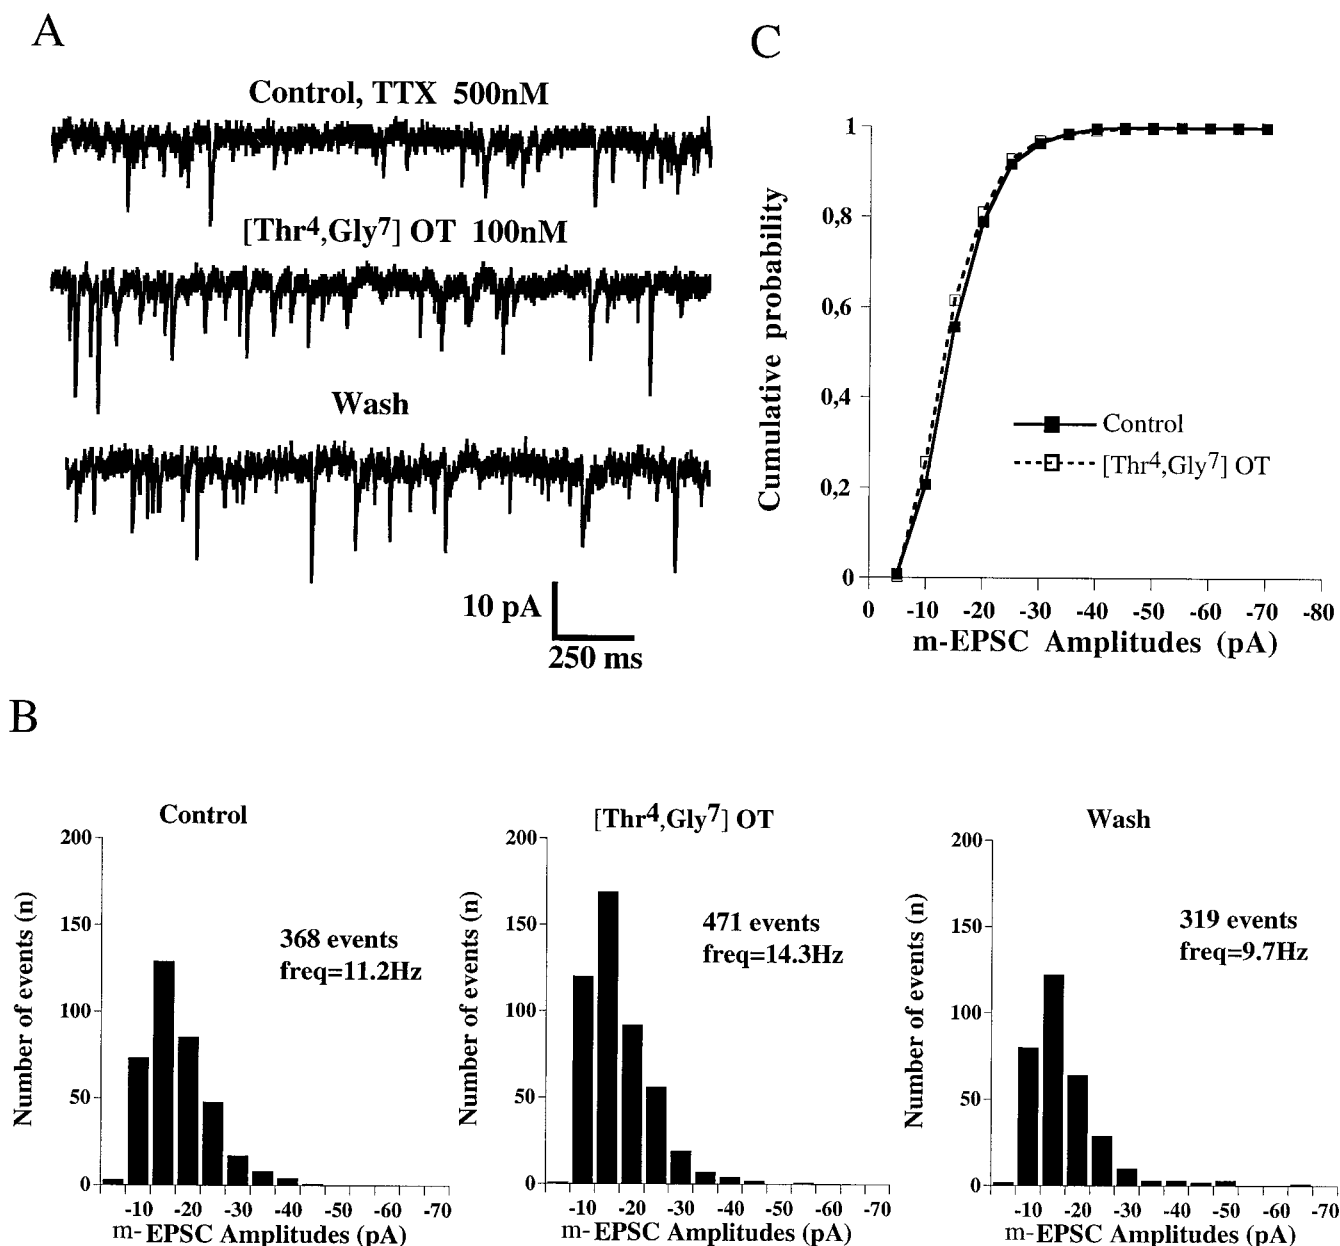 A
Control, TTX 500nM
[Thr4,Gly7] OT 100nM
Wash
10 pA
250 ms
C
Cumulative probability
1
0,8
0,6
0,4
0,2
0
0 -10 -20 -30 -40 -50 -60 -70 -80
m-EPSC Amplitudes (pA)
Control
[Thr4,Gly7] OT
B
Control
Number of events (n)
200
150
100
50
0
368 events
freq=11.2Hz
-10 -20 -30 -40 -50 -60 -70
m-EPSC Amplitudes (pA)
[Thr4,Gly7] OT
Number of events (n)
200
150
100
50
0
471 events
freq=14.3Hz
-10 -20 -30 -40 -50 -60 -70
m-EPSC Amplitudes (pA)
Wash
Number of events (n)
200
150
100
50
0
319 events
freq=9.7Hz
-10 -20 -30 -40 -50 -60 -70
m-EPSC Amplitudes (pA)